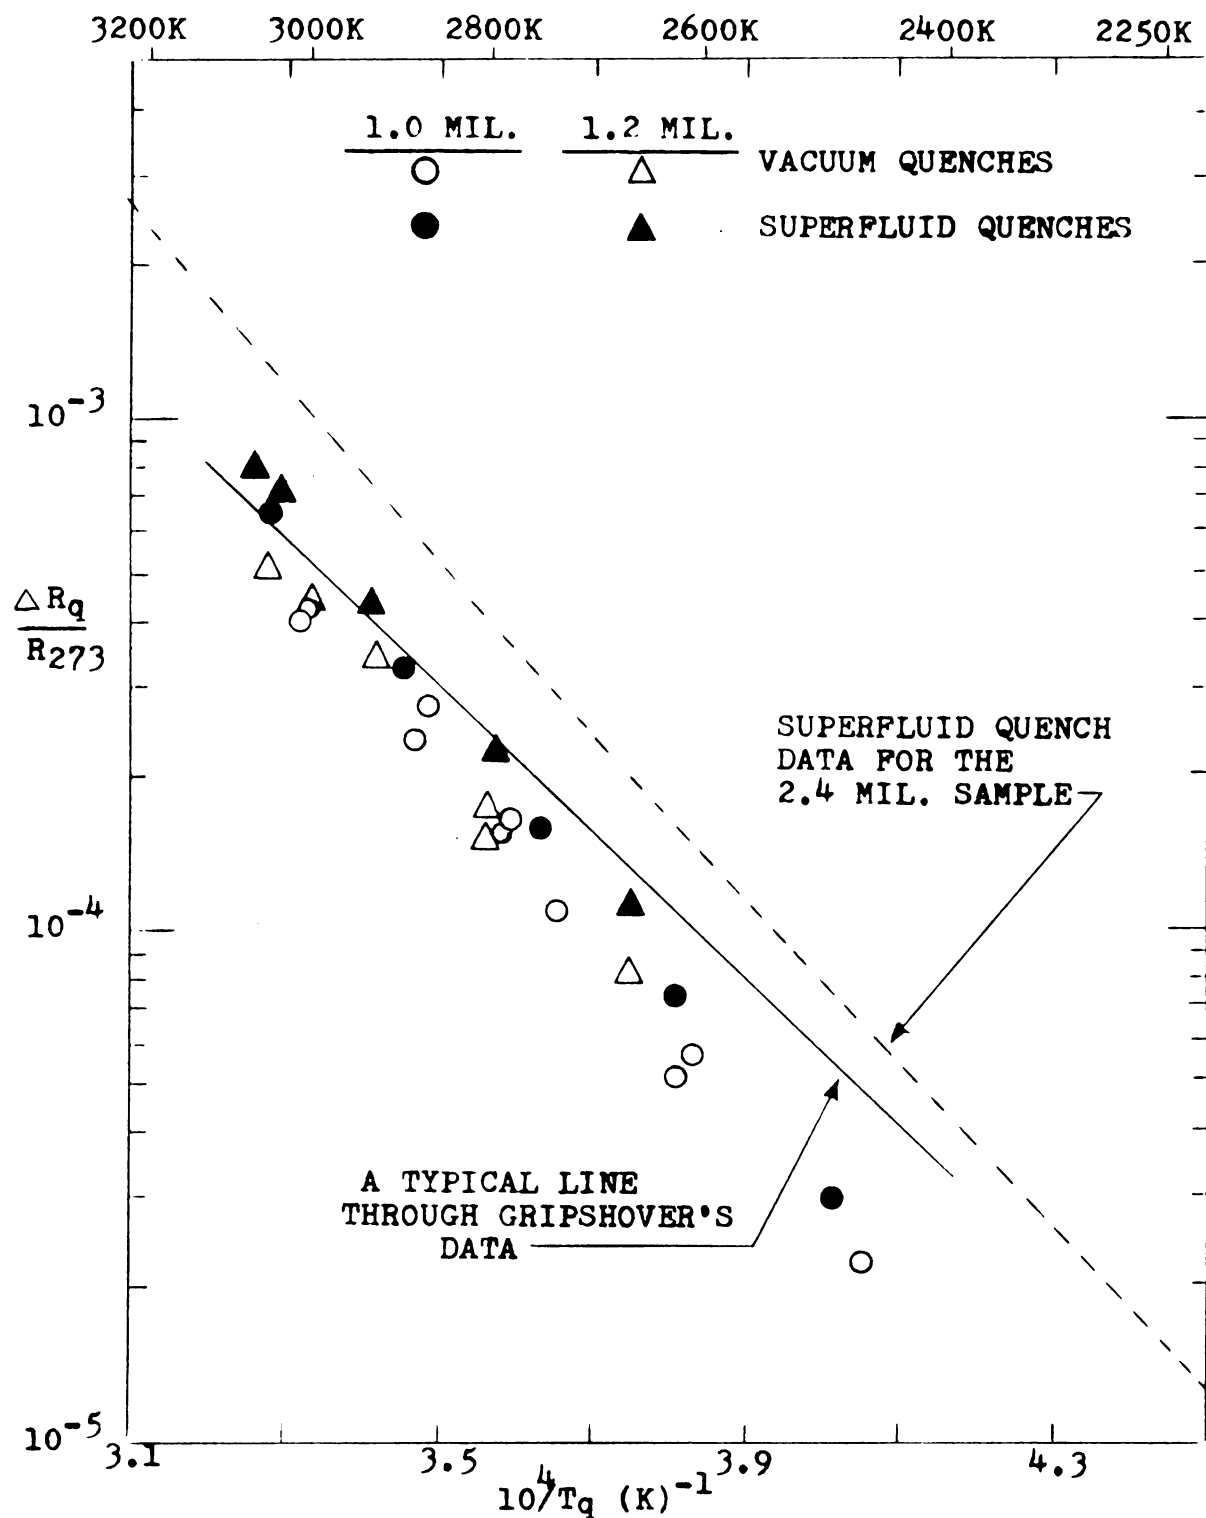 3200K 3000K 2800K 2600K 2400K 2250K
1.0 MIL. 1.2 MIL.
VACUUM QUENCHES
SUPERFLUID QUENCHES
10-3
△Rq
R273
SUPERFLUID QUENCH
DATA FOR THE
2.4 MIL. SAMPLE
10-4
A TYPICAL LINE
THROUGH GRIPSHOVER'S
DATA
10-5
3.1 3.5 3.9 4.3
10^4/Tq (K)-1